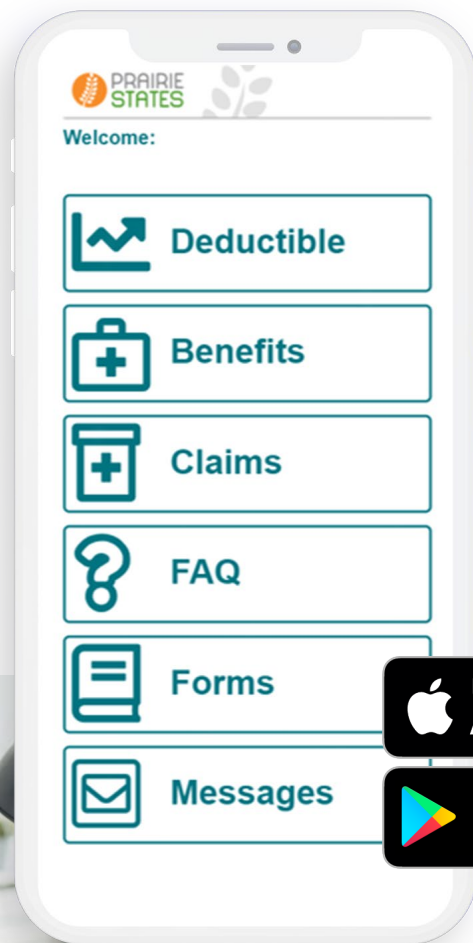 PRAIRIE
STATES
Welcome:
Deductible
Benefits
Claims
FAQ
Forms
Messages